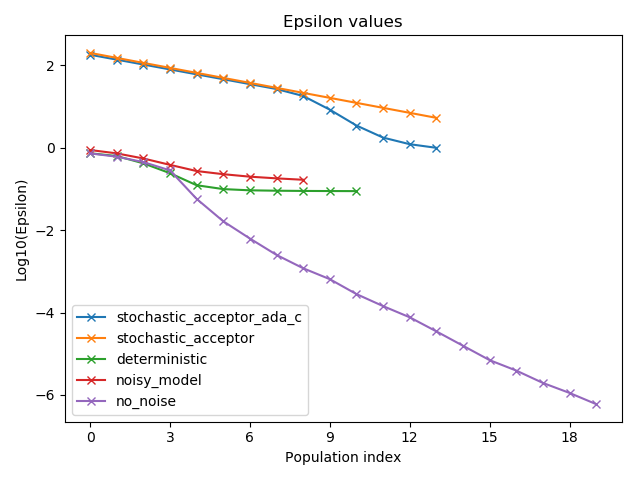 Epsilon values
Log10(Epsilon)
2
0
−2
−4
−6
stochastic_acceptor_ada_c
stochastic_acceptor
deterministic
noisy_model
no_noise
0 3 6 9 12 15 18
Population index